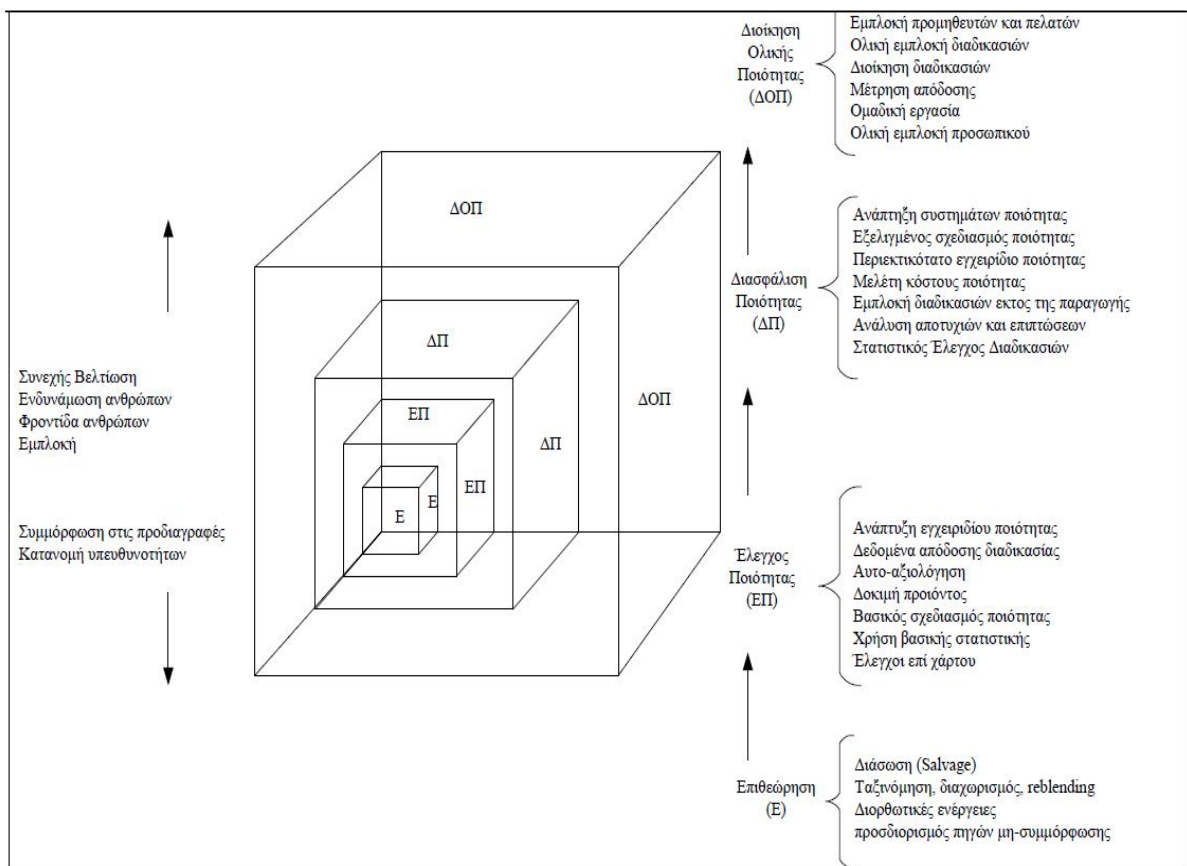 Διοίκηση
Ολικής
Ποιότητας
(ΔΟΠ)
Εμπλοκή προμηθευτών και πελατών
Ολική εμπλοκή διαδικασιών
Διοίκηση διαδικασιών
Μέτρηση απόδοσης
Ομαδική εργασία
Ολική εμπλοκή προσωπικού
Διασφάλιση
Ποιότητας
(ΔΠ)
Ανάπτηξη συστημάτων ποιότητας
Εξελιγμένος σχεδιασμός ποιότητας
Περιεκτικότατο εγχειρίδιο ποιότητας
Μελέτη κόστους ποιότητας
Εμπλοκή διαδικασιών εκτος της παραγωγής
Ανάλυση αποτυχιών και επιπτώσεων
Στατιστικός Έλεγχος Διαδικασιών
ΔΟΠ
ΔΟΠ
ΔΠ
ΔΠ
ΕΠ
ΕΠ
Ε
Ε
Συνεχής Βελτίωση
Ενδυνάμωση ανθρώπων
Φροντίδα ανθρώπων
Εμπλοκή
Συμμόρφωση στις προδιαγραφές
Κατανομή υπευθυνοτήτων
Έλεγχος
Ποιότητας
(ΕΠ)
Ανάπτυξη εγχειριδίου ποιότητας
Δεδομένα απόδοσης διαδικασίας
Αυτο-αξιολόγηση
Δοκιμή προιόντος
Βασικός σχεδιασμός ποιότητας
Χρήση βασικής στατιστικής
Έλεγχοι επί χάρτου
Επιθεώρηση
(Ε)
Διάσωση (Salvage)
Ταξινόμηση, διαχωρισμός, reblending
Διορθωτικές ενέργειες
προσδιορισμός πηγών μη-συμμόρφωσης